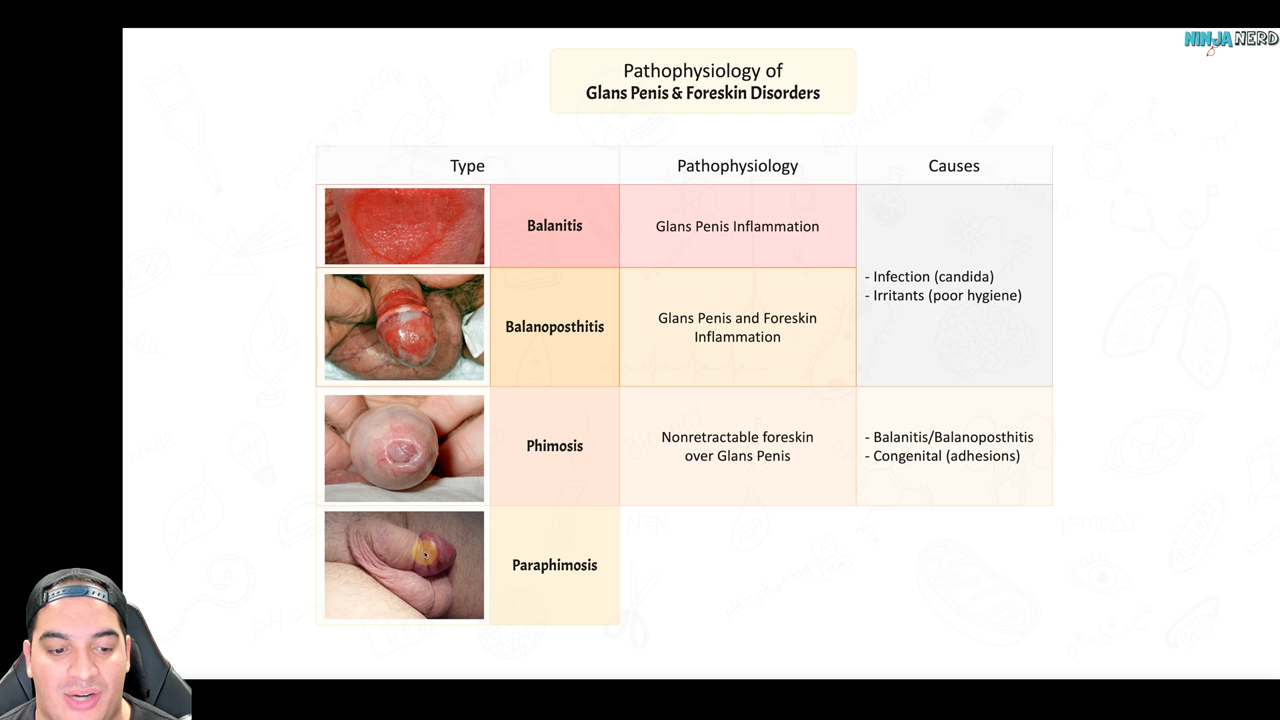 NINJA NERD
Pathophysiology of
Glans Penis & Foreskin Disorders
Type
Pathophysiology
Causes
Balanitis
Glans Penis Inflammation
- Infection (candida)
- Irritants (poor hygiene)
Balanoposthitis
Glans Penis and Foreskin
Inflammation
Phimosis
Nonretractable foreskin
over Glans Penis
- Balanitis/Balanoposthitis
- Congenital (adhesions)
Paraphimosis